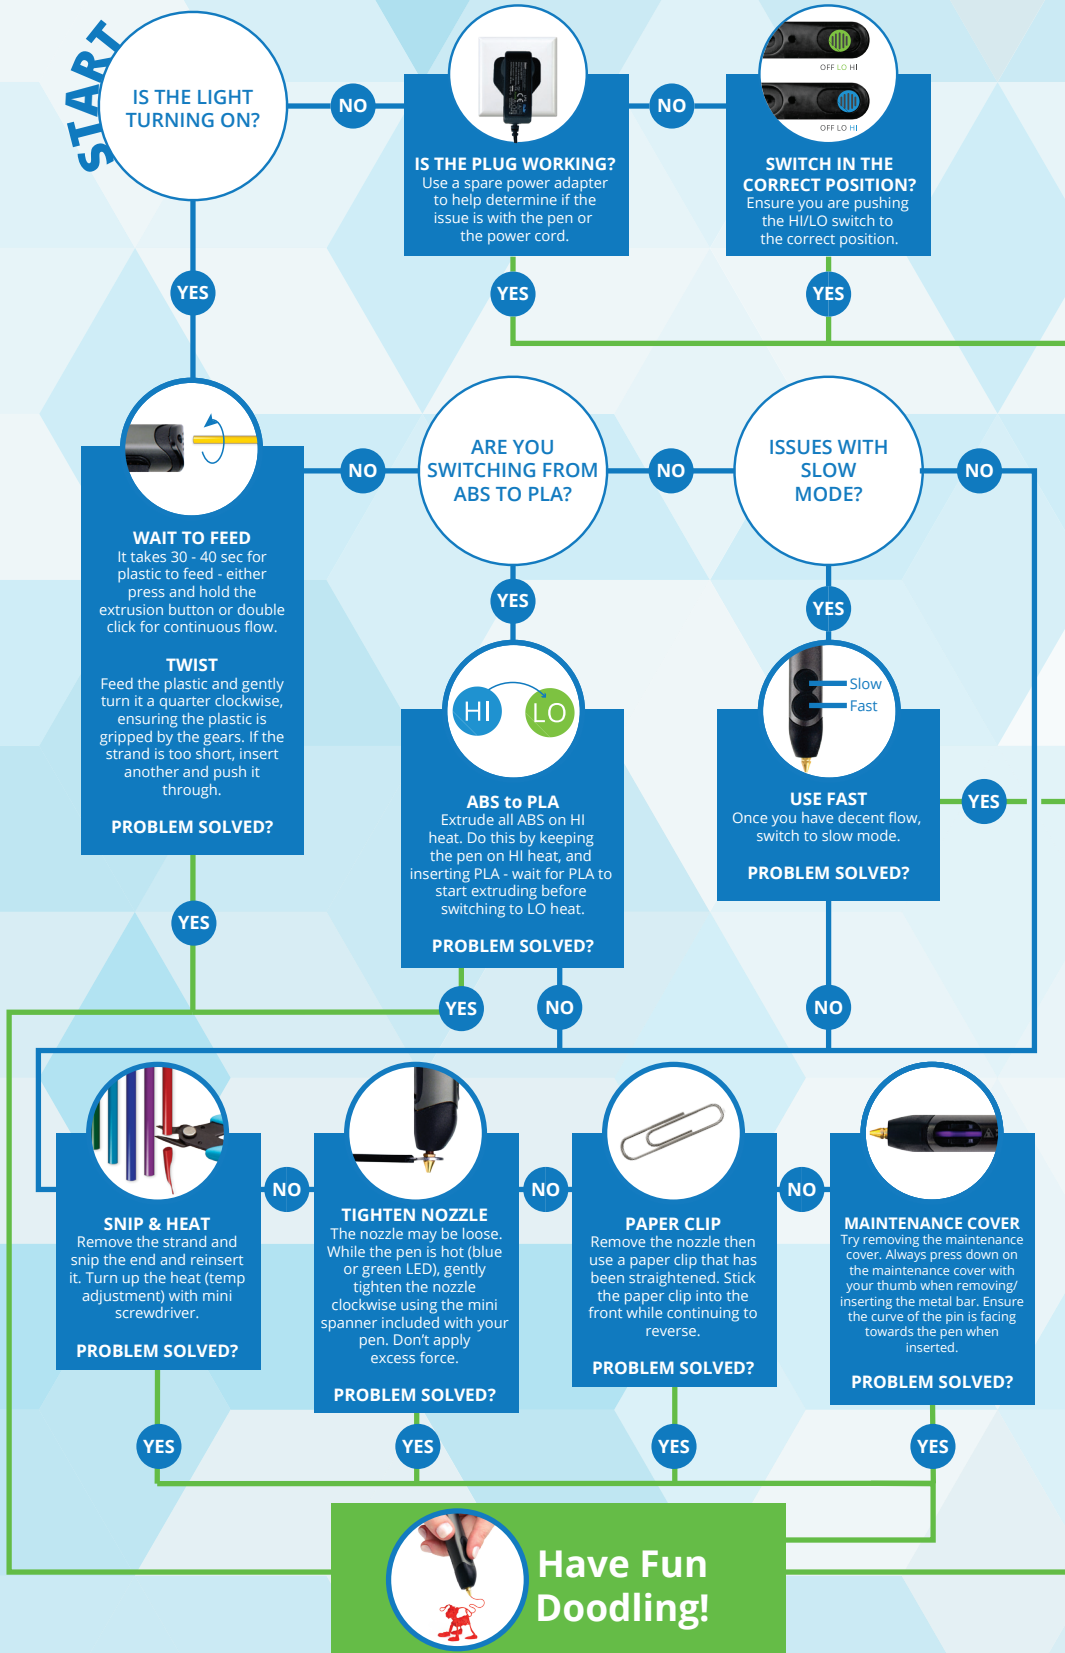 START
IS THE LIGHT
TURNING ON?
NO
IS THE PLUG WORKING?
Use a spare power adapter
to help determine if the
issue is with the pen or
the power cord.
NO
OFF LO HI
OFF LO HI
SWITCH IN THE
CORRECT POSITION?
Ensure you are pushing
the HI/LO switch to
the correct position.
YES
YES
YES
WAIT TO FEED
It takes 30 - 40 sec for
plastic to feed - either
press and hold the
extrusion button or double
click for continuous flow.
TWIST
Feed the plastic and gently
turn it a quarter clockwise,
ensuring the plastic is
gripped by the gears. If the
strand is too short, insert
another and push it
through.
PROBLEM SOLVED?
NO
ARE YOU
SWITCHING FROM
ABS TO PLA?
NO
ISSUES WITH
SLOW
MODE?
NO
YES
YES
HI
LO
ABS to PLA
Extrude all ABS on HI
heat. Do this by keeping
the pen on HI heat, and
inserting PLA - wait for PLA to
start extruding before
switching to LO heat.
PROBLEM SOLVED?
Slow
Fast
USE FAST
Once you have decent flow,
switch to slow mode.
PROBLEM SOLVED?
YES
YES
YES
NO
NO
SNIP & HEAT
Remove the strand and
snip the end and reinsert
it. Turn up the heat (temp
adjustment) with mini
screwdriver.
PROBLEM SOLVED?
NO
TIGHTEN NOZZLE
The nozzle may be loose.
While the pen is hot (blue
or green LED), gently
tighten the nozzle
clockwise using the mini
spanner included with your
pen. Don't apply
excess force.
PROBLEM SOLVED?
NO
PAPER CLIP
Remove the nozzle then
use a paper clip that has
been straightened. Stick
the paper clip into the
front while continuing to
reverse.
PROBLEM SOLVED?
NO
MAINTENANCE COVER
Try removing the maintenance
cover. Always press down on
the maintenance cover with
your thumb when removing/
inserting the metal bar. Ensure
the curve of the pin is facing
towards the pen when
inserted.
PROBLEM SOLVED?
YES
YES
YES
YES
Have Fun
Doodling!